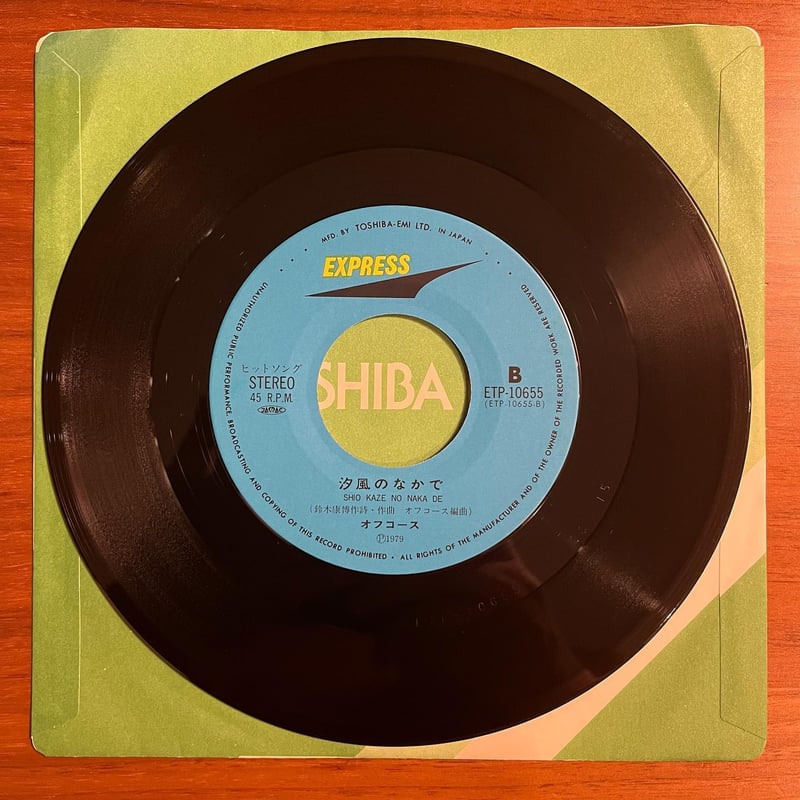 MFD. BY TOSHIBA-EMI LTD. IN JAPAN
EXPRESS
ヒットソング
STEREO
45 R.P.M.
SHIBA
B
ETP-10655
(ETP-10655-B)
汐風のなかで
SHIO KAZE NO NAKA DE
(鈴木康博作詩・作曲 オフコース編曲)
オフコース
Ⓟ1979
UNAUTHORIZED PUBLIC PERFORMANCE, BROADCASTING AND COPYING OF THIS RECORD PROHIBITED • ALL RIGHTS OF THE MANUFACTURER AND OF THE OWNER OF THE RECORDED WORK ARE RESERVED